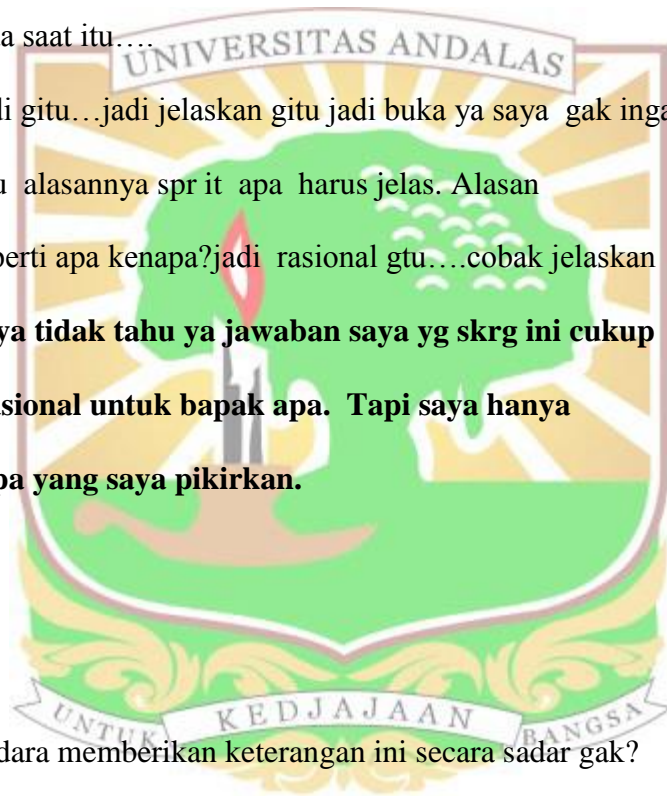 a saat itu….
UNIVERSITAS ANDALAS
di gitu…jadi jelaskan gitu jadi buka ya saya gak inga
u alasannya spr it apa harus jelas. Alasan
perti apa kenapa?jadi rasional gtu….cobak jelaskan
ya tidak tahu ya jawaban saya yg skrg ini cukup
asional untuk bapak apa. Tapi saya hanya
pa yang saya pikirkan.
UNTUK KEDJAJAAN BANGSA
dara memberikan keterangan ini secara sadar gak?